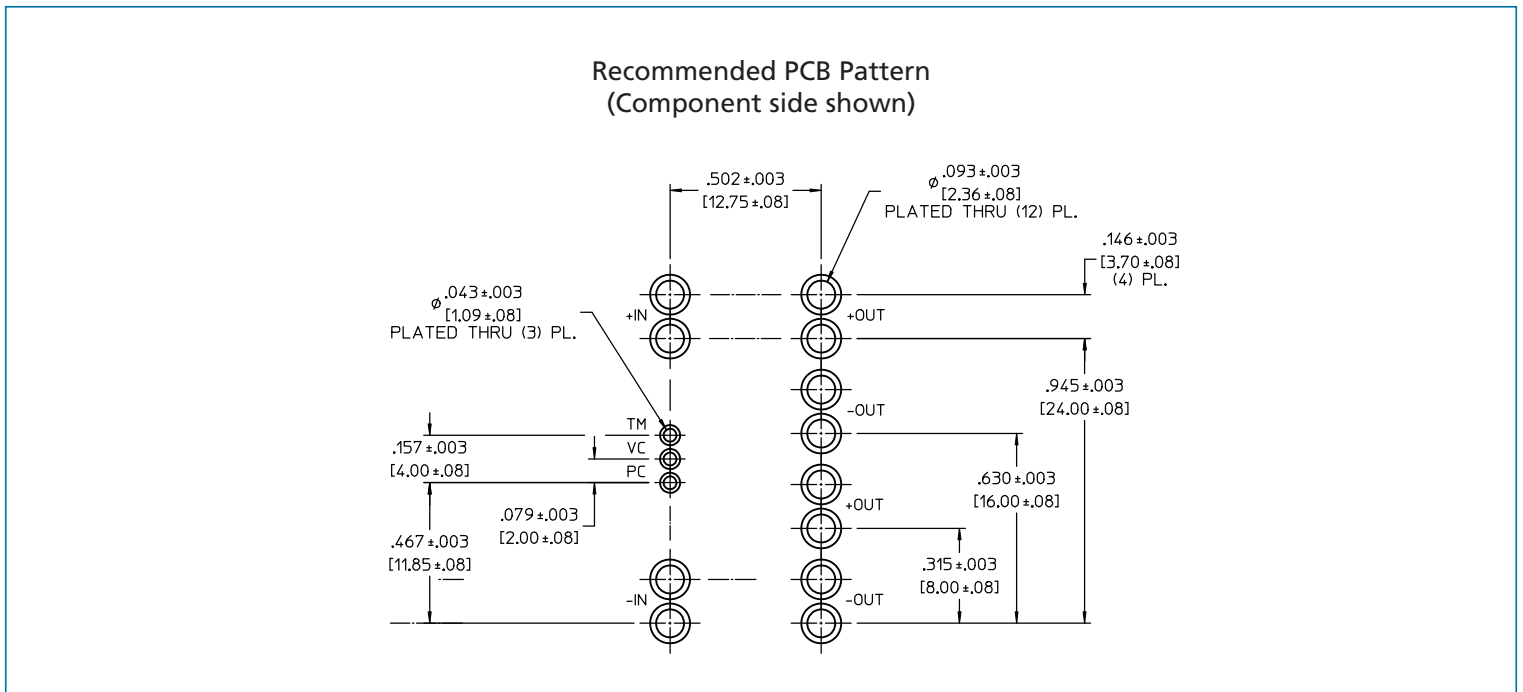 Recommended PCB Pattern
(Component side shown)
.502±.003
[12.75±.08]
ø.093±.003
[2.36±.08]
PLATED THRU (12) PL.
.146±.003
[3.70±.08]
(4) PL.
ø.043±.003
[1.09±.08]
PLATED THRU (3) PL.
+IN
+OUT
.945±.003
[24.00±.08]
-OUT
TM
VC
PC
.157±.003
[4.00±.08]
.630±.003
[16.00±.08]
+OUT
.079±.003
[2.00±.08]
.467±.003
[11.85±.08]
.315±.003
[8.00±.08]
-IN
-OUT